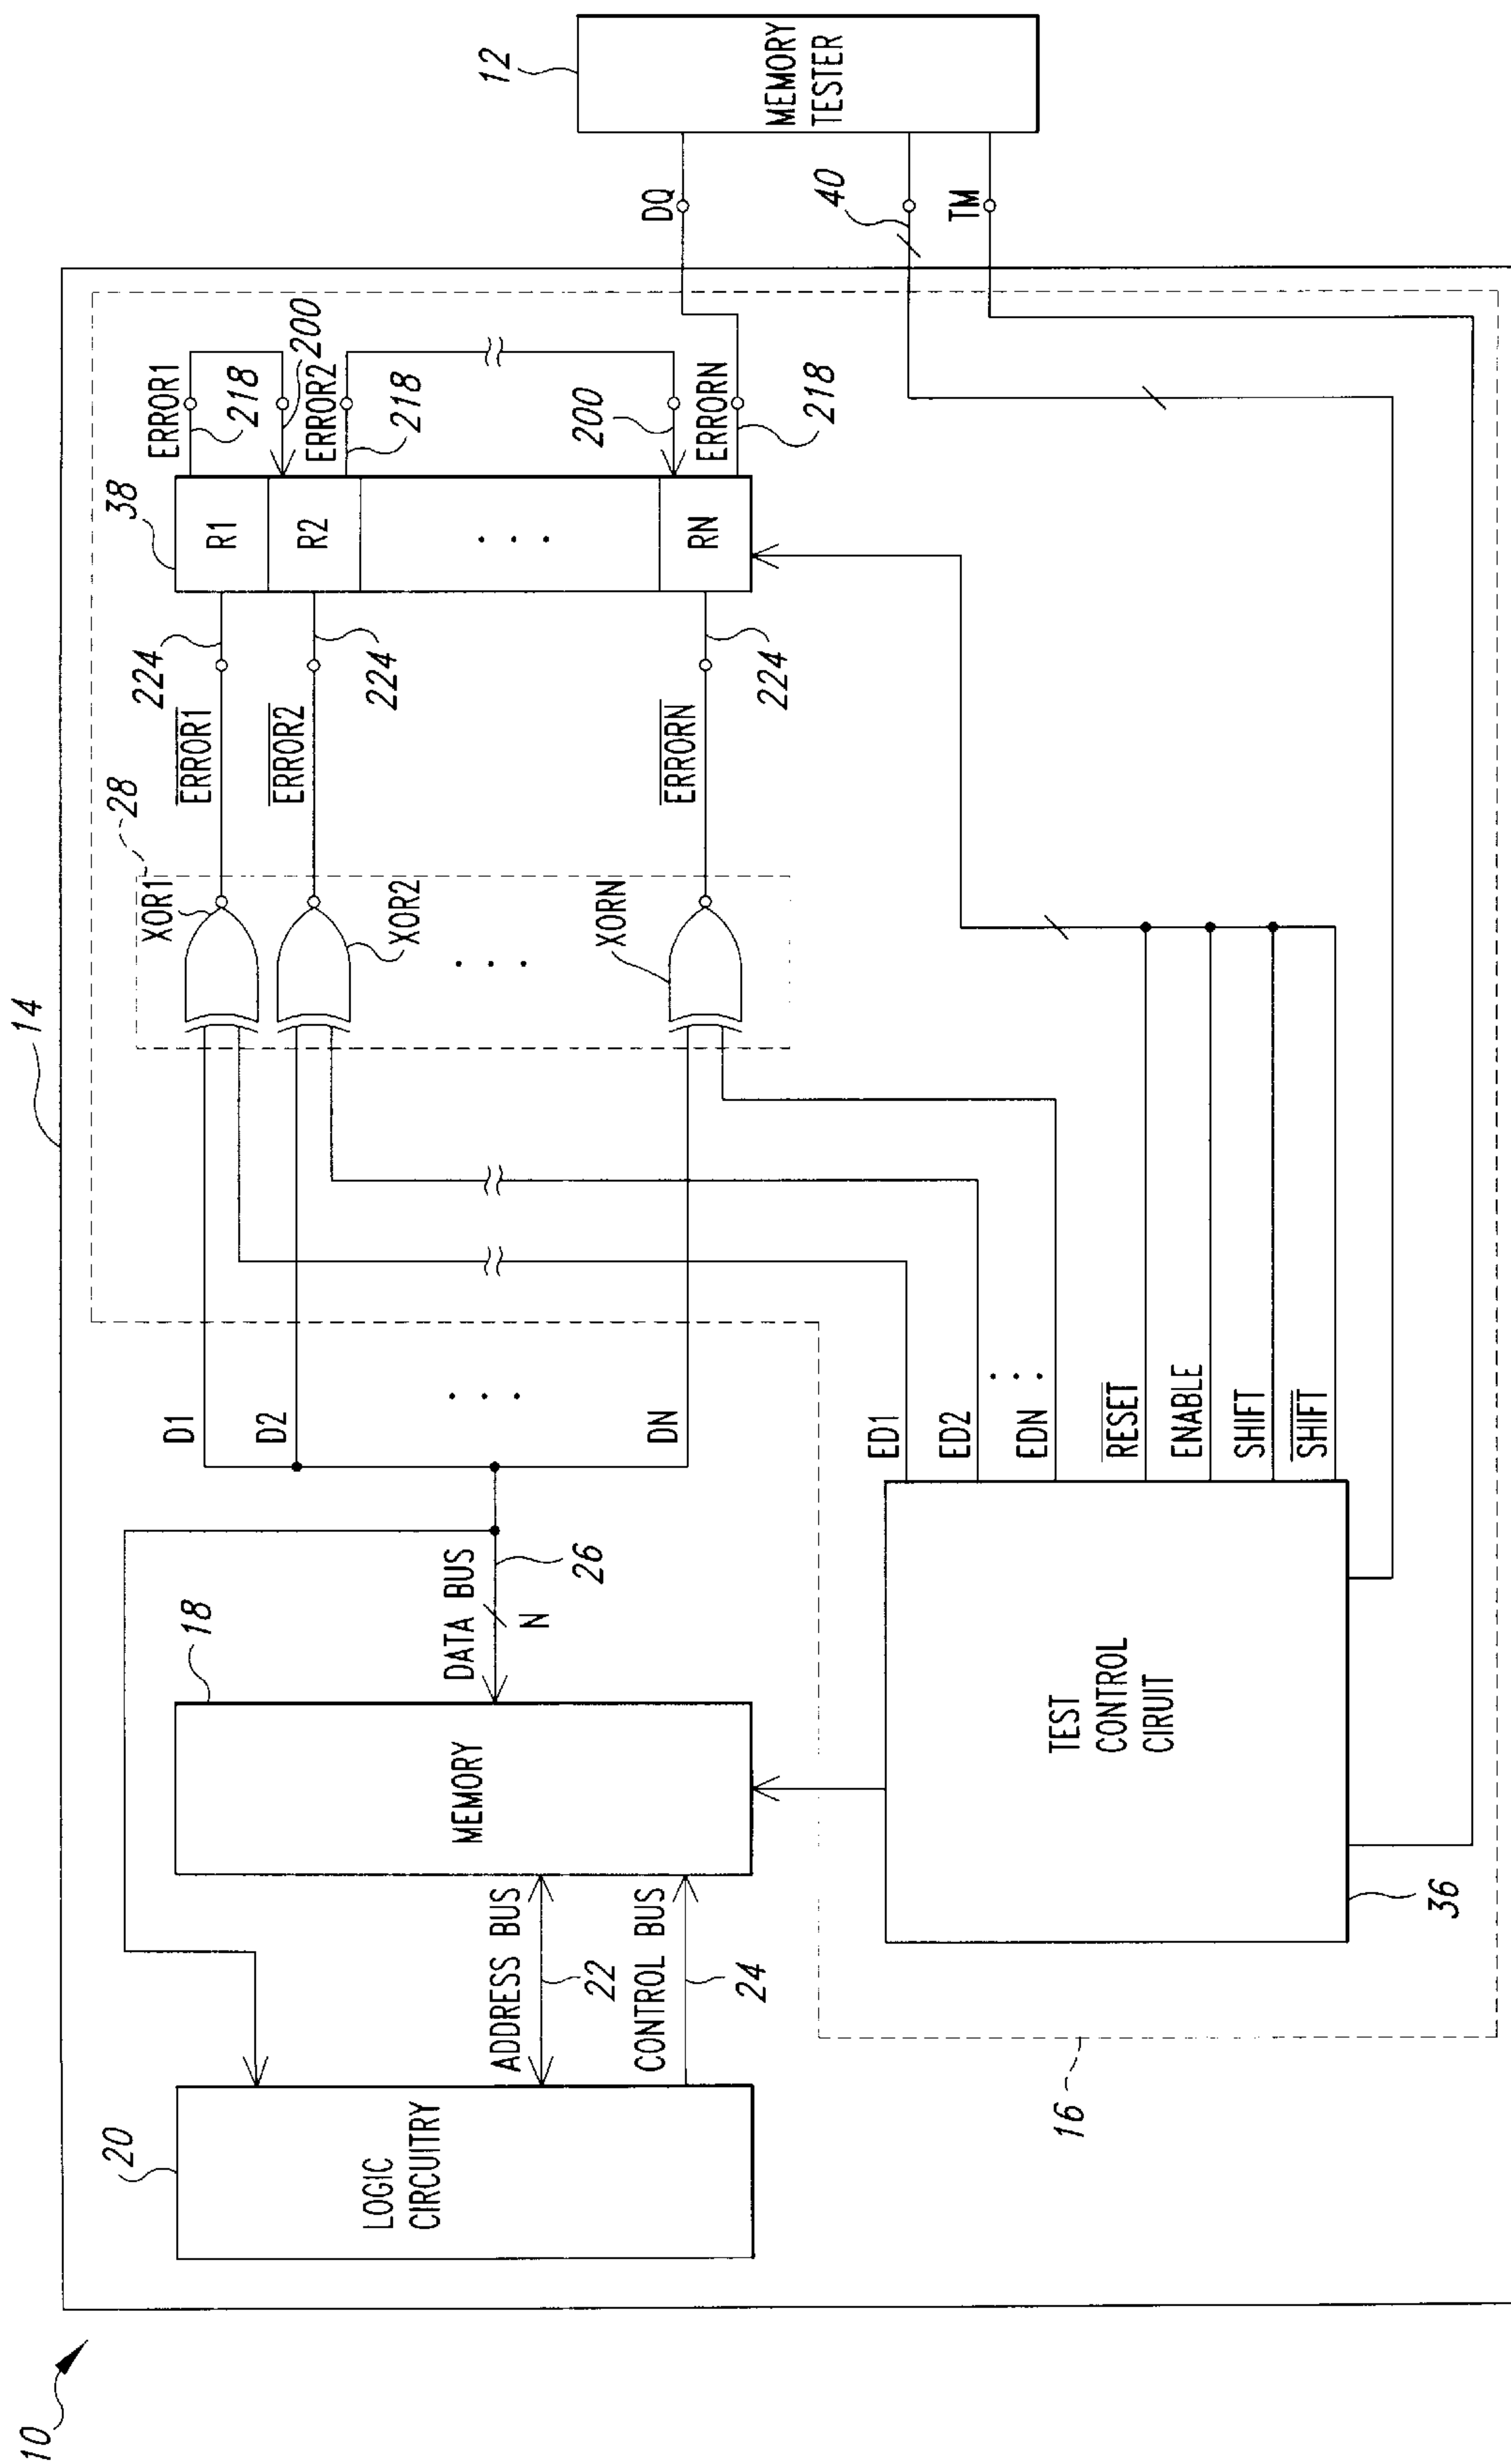 10
14
20
LOGIC
CIRCUITRY
ADDRESS BUS
22
CONTROL BUS
24
18
MEMORY
DATA BUS
N
26
D1
D2
. . .
DN
28
XOR1
XOR2
. . .
XORN
ERROR1
ERROR2
ERRORN
224
224
224
38
R1
R2
. . .
RN
ERROR1
218
200
ERROR2
218
200
ERRORN
218
DQ
40
TM
12
MEMORY
TESTER
16
36
TEST
CONTROL
CIRUIT
ED1
ED2
. . .
EDN
RESET
ENABLE
SHIFT
SHIFT